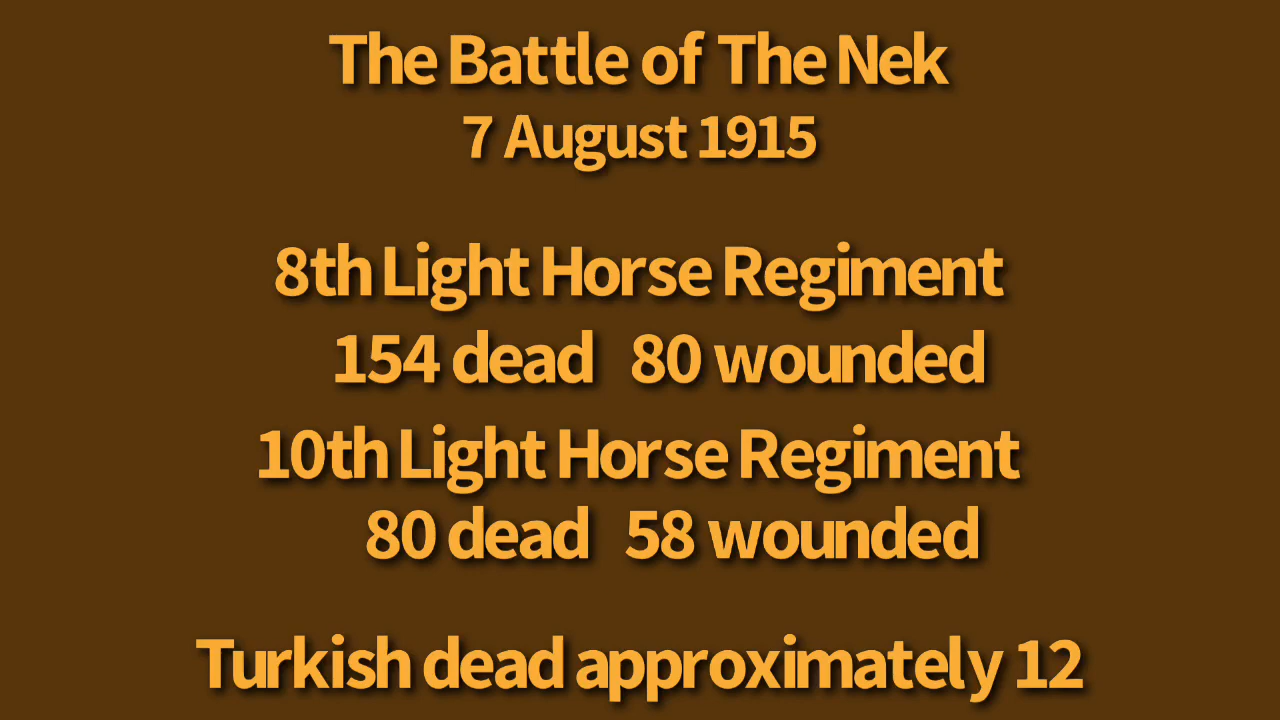 The Battle of The Nek
7 August 1915
8th Light Horse Regiment
154 dead 80 wounded
10th Light Horse Regiment
80 dead 58 wounded
Turkish dead approximately 12